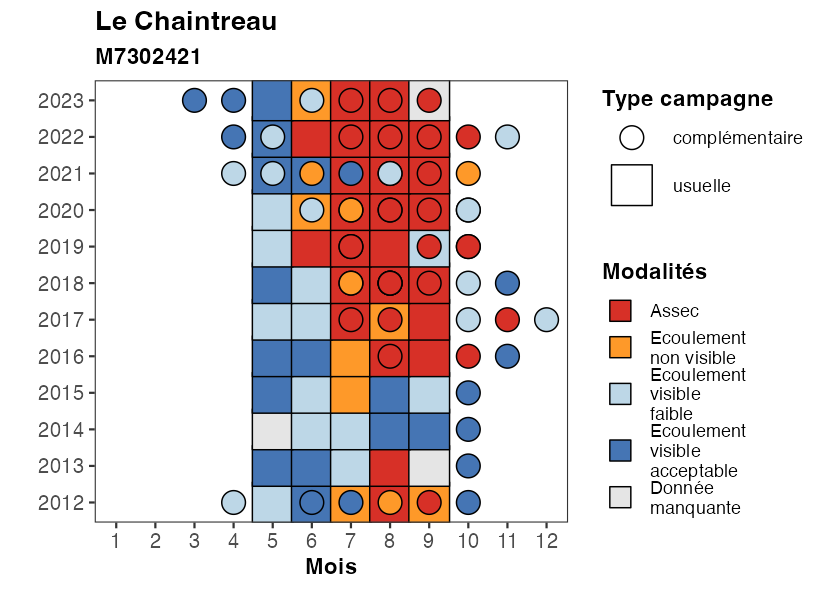 Le Chaintreau
M7302421
2023
2022
2021
2020
2019
2018
2017
2016
2015
2014
2013
2012
1 2 3 4 5 6 7 8 9 10 11 12
Mois
Type campagne
complémentaire
usuelle
Modalités
Assec
Ecoulement
non visible
Ecoulement
visible
faible
Ecoulement
visible
acceptable
Donnée
manquante